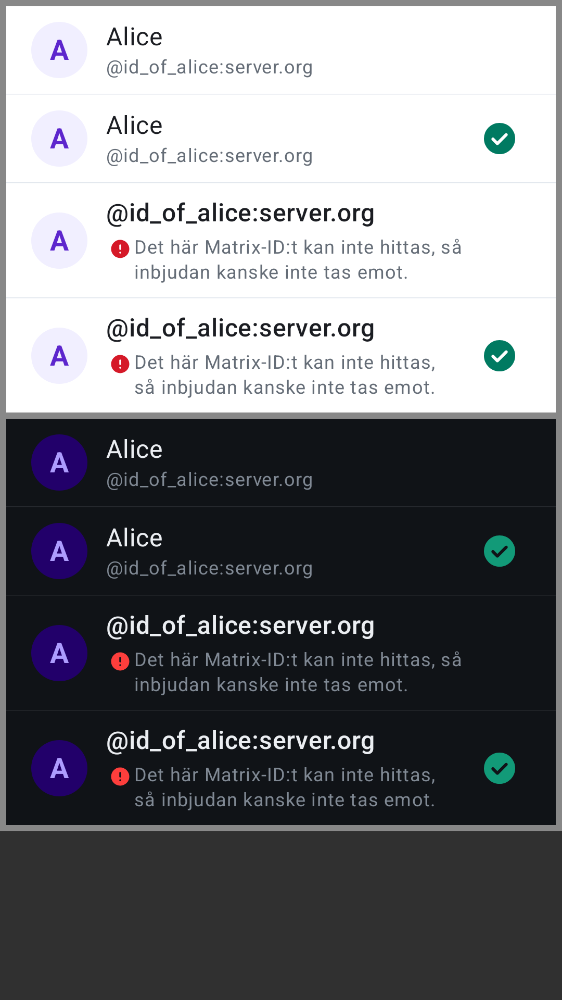 A
Alice
@id_of_alice:server.org
A
Alice
@id_of_alice:server.org
A
@id_of_alice:server.org
Det här Matrix-ID:t kan inte hittas, så
inbjudan kanske inte tas emot.
A
@id_of_alice:server.org
Det här Matrix-ID:t kan inte hittas,
så inbjudan kanske inte tas emot.
A
Alice
@id_of_alice:server.org
A
Alice
@id_of_alice:server.org
A
@id_of_alice:server.org
Det här Matrix-ID:t kan inte hittas, så
inbjudan kanske inte tas emot.
A
@id_of_alice:server.org
Det här Matrix-ID:t kan inte hittas,
så inbjudan kanske inte tas emot.